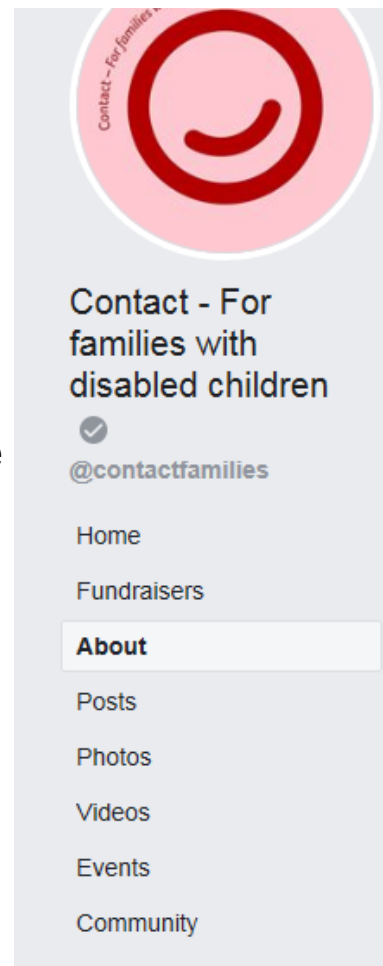 Contact – For families
Contact - For
families with
disabled children
@contactfamilies
Home
Fundraisers
About
Posts
Photos
Videos
Events
Community